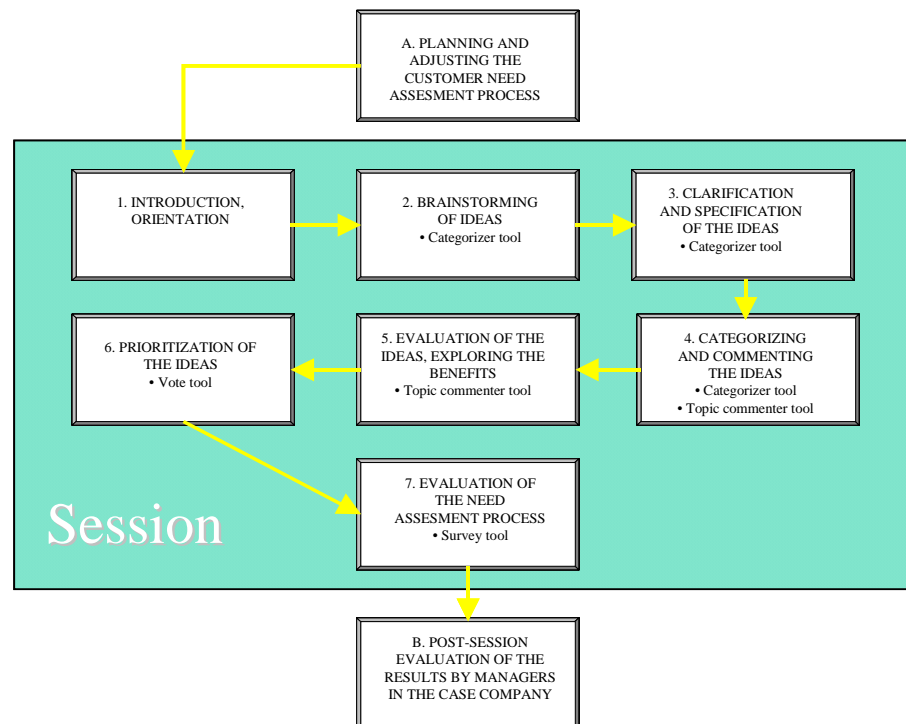 A. PLANNING AND
ADJUSTING THE
CUSTOMER NEED
ASSESMENT PROCESS
1. INTRODUCTION,
ORIENTATION
2. BRAINSTORMING
OF IDEAS
• Categorizer tool
3. CLARIFICATION
AND SPECIFICATION
OF THE IDEAS
• Categorizer tool
4. CATEGORIZING
AND COMMENTING
THE IDEAS
• Categorizer tool
• Topic commenter tool
5. EVALUATION OF THE
IDEAS, EXPLORING THE
BENEFITS
• Topic commenter tool
6. PRIORITIZATION OF
THE IDEAS
• Vote tool
7. EVALUATION OF
THE NEED
ASSESMENT PROCESS
• Survey tool
Session
B. POST-SESSION
EVALUATION OF THE
RESULTS BY MANAGERS
IN THE CASE COMPANY